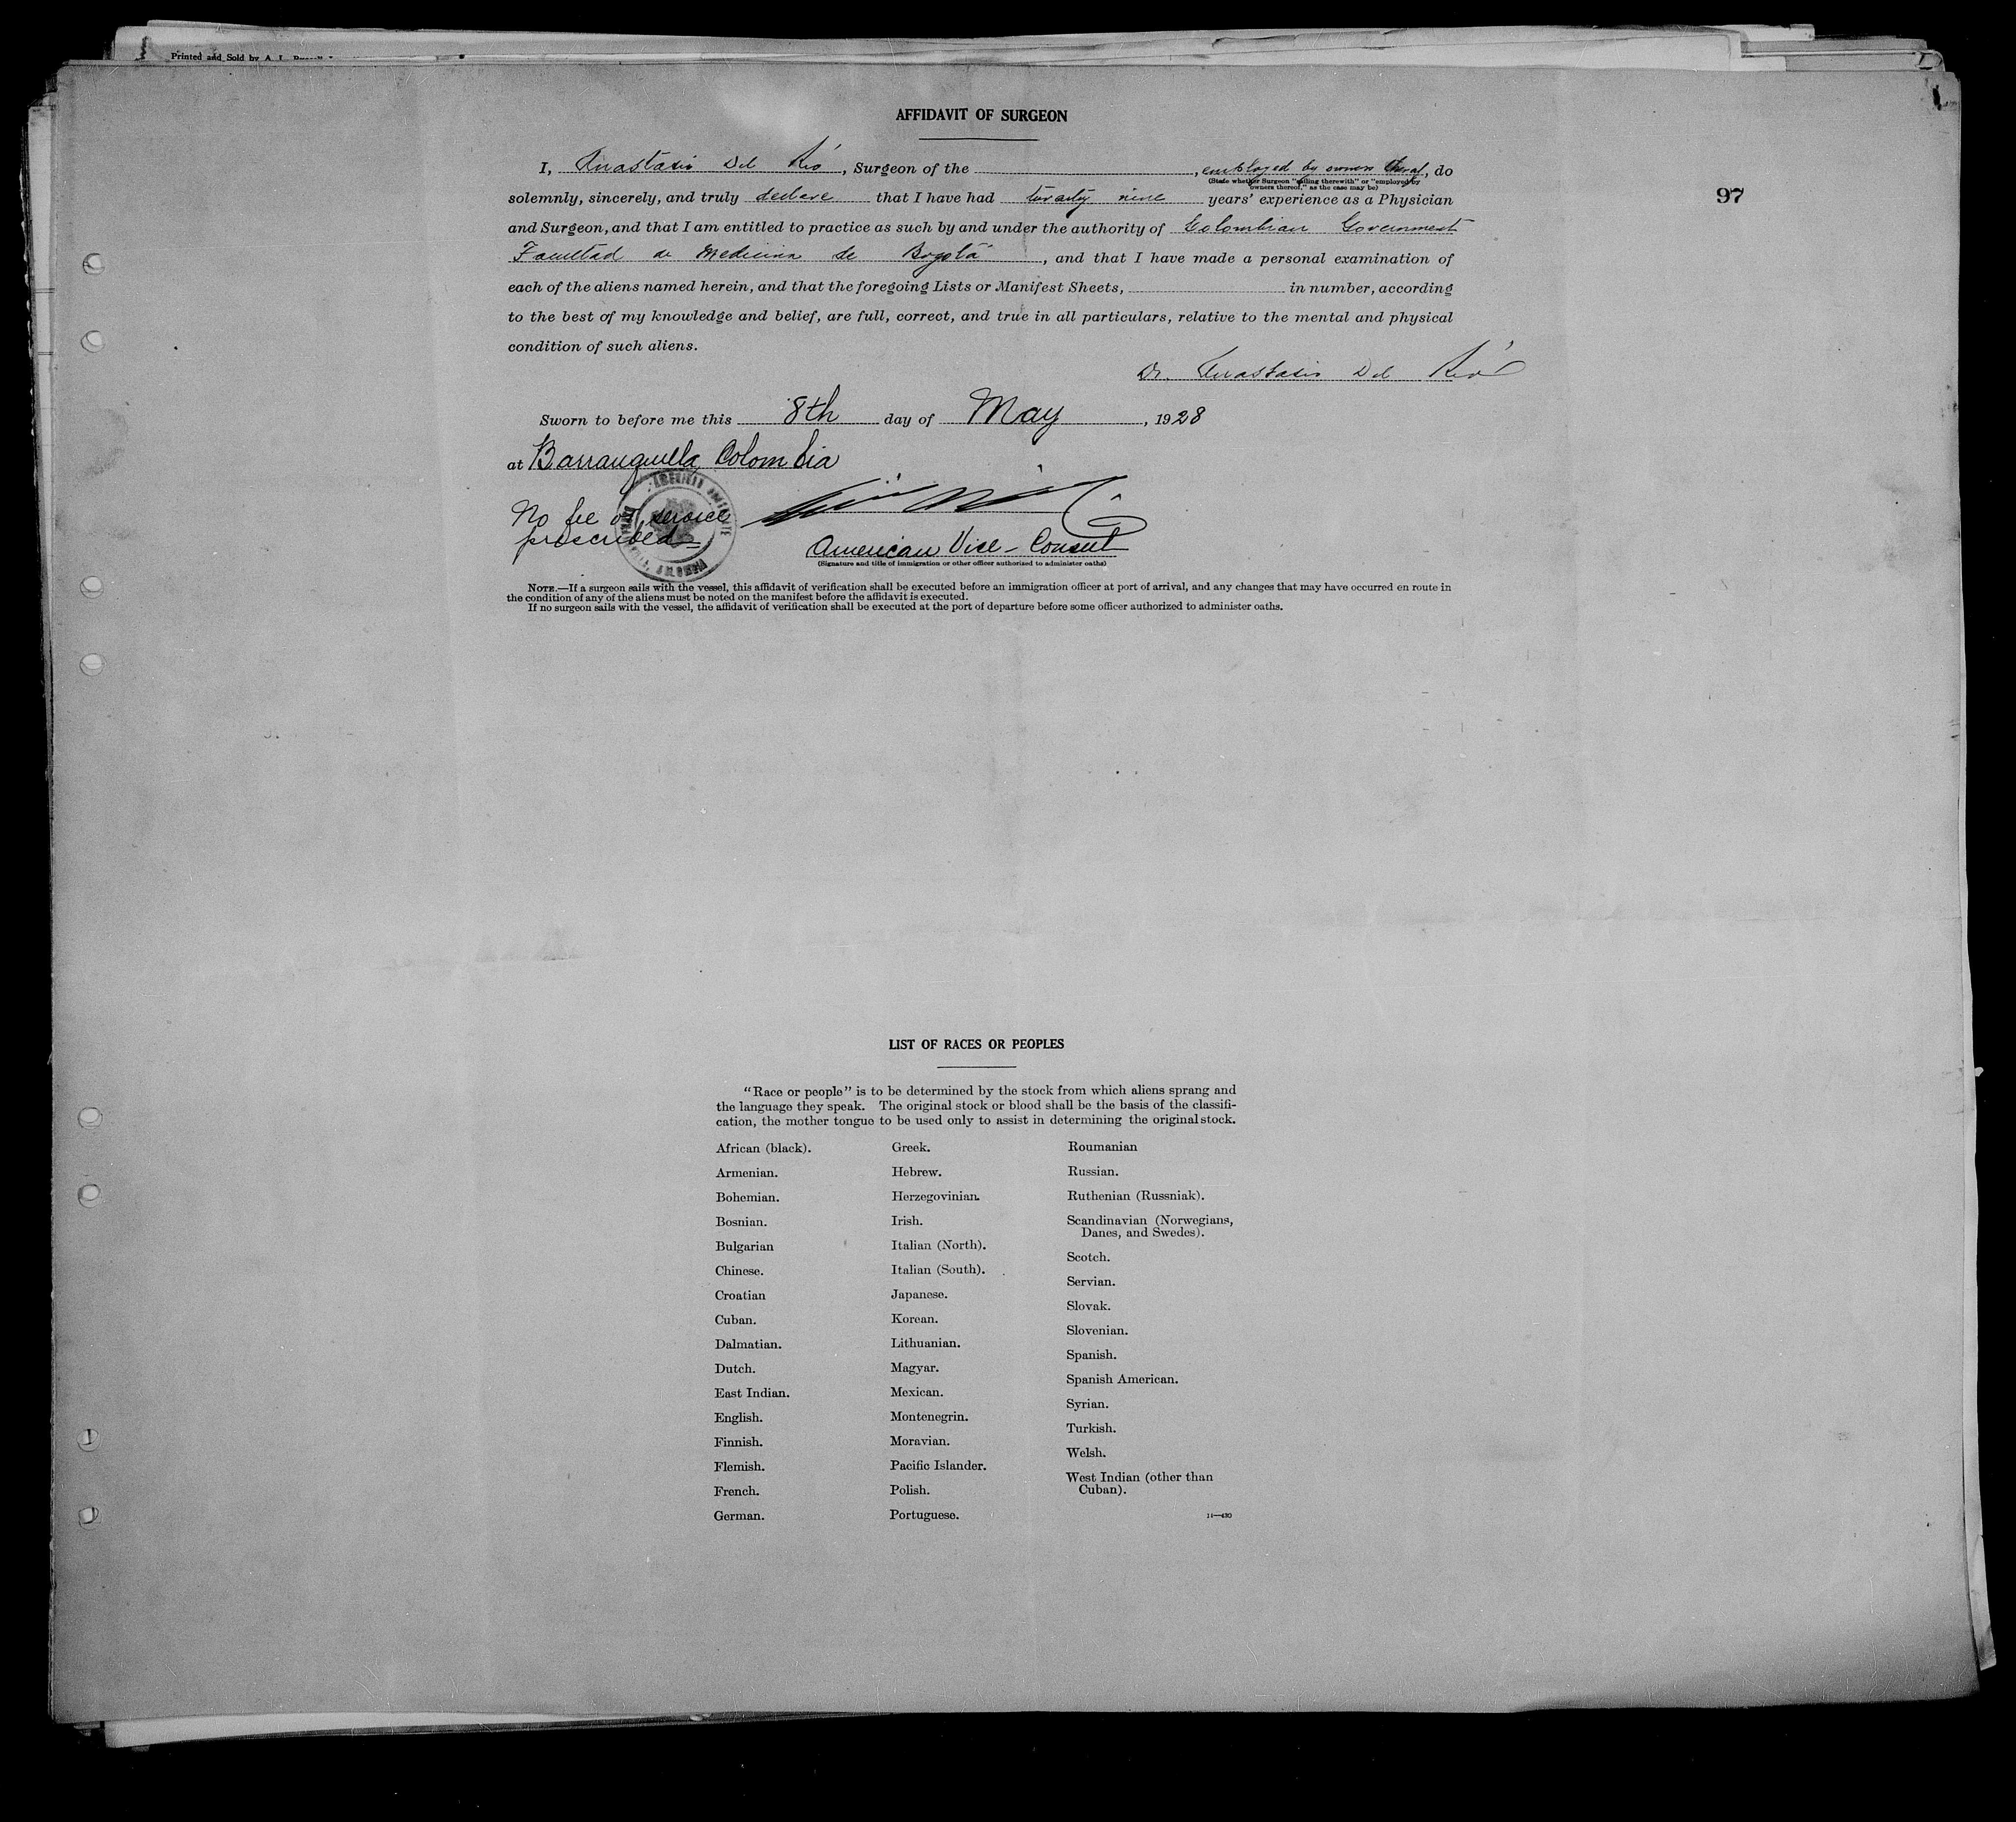 Printed and Sold by A. L.
AFFIDAVIT OF SURGEON
97
I, Anastasio Del Rió, Surgeon of the , employed by owner thereof, do
(State whether Surgeon "sailing therewith" or "employed by
owners thereof," as the case may be)
solemnly, sincerely, and truly declare that I have had twenty nine years' experience as a Physician
and Surgeon, and that I am entitled to practice as such by and under the authority of Colombian Government
Facultad de Medicina de Bogotá, and that I have made a personal examination of
each of the aliens named herein, and that the foregoing Lists or Manifest Sheets, in number, according
to the best of my knowledge and belief, are full, correct, and true in all particulars, relative to the mental and physical
condition of such aliens.
Dr. Anastasio Del Rió
Sworn to before me this 8th day of May, 1928
at Barranquilla, Colombia
No fee or service
prescribed
American Vice-Consul
(Signature and title of immigration or other officer authorized to administer oaths)
NOTE.—If a surgeon sails with the vessel, this affidavit of verification shall be executed before an immigration officer at port of arrival, and any changes that may have occurred en route in
the condition of any of the aliens must be noted on the manifest before the affidavit is executed.
If no surgeon sails with the vessel, the affidavit of verification shall be executed at the port of departure before some officer authorized to administer oaths.
LIST OF RACES OR PEOPLES
"Race or people" is to be determined by the stock from which aliens sprang and
the language they speak. The original stock or blood shall be the basis of the classifi-
cation, the mother tongue to be used only to assist in determining the original stock.
African (black).
Armenian.
Bohemian.
Bosnian.
Bulgarian
Chinese.
Croatian
Cuban.
Dalmatian.
Dutch.
East Indian.
English.
Finnish.
Flemish.
French.
German.
Greek.
Hebrew.
Herzegovinian.
Irish.
Italian (North).
Italian (South).
Japanese.
Korean.
Lithuanian.
Magyar.
Mexican.
Montenegrin.
Moravian.
Pacific Islander.
Polish.
Portuguese.
Roumanian
Russian.
Ruthenian (Russniak).
Scandinavian (Norwegians,
Danes, and Swedes).
Scotch.
Servian.
Slovak.
Slovenian.
Spanish.
Spanish American.
Syrian.
Turkish.
Welsh.
West Indian (other than
Cuban).
11—430